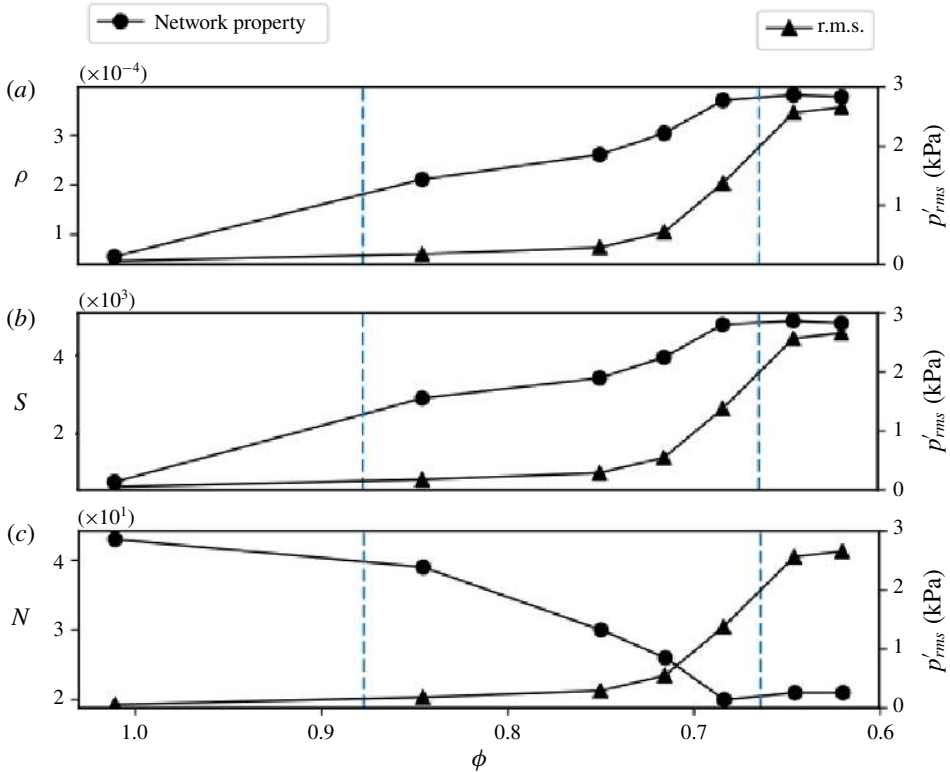 Network property
r.m.s.
(a)
(×10⁻⁴)
3
2
1
ρ
3
2
1
0
p′rms (kPa)
(b)
(×10³)
4
2
S
3
2
1
0
p′rms (kPa)
(c)
(×10¹)
4
3
2
N
3
2
1
0
p′rms (kPa)
1.0 0.9 0.8 0.7 0.6
ϕ